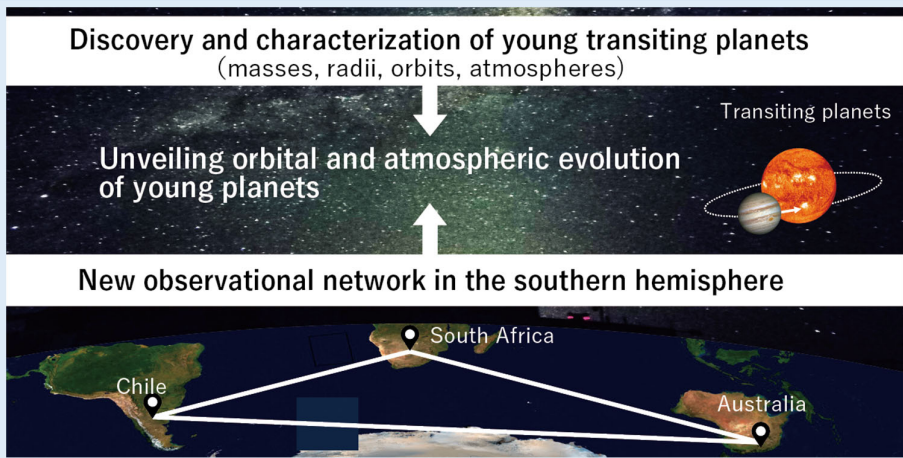 Discovery and characterization of young transiting planets
(masses, radii, orbits, atmospheres)
Transiting planets
Unveiling orbital and atmospheric evolution
of young planets
New observational network in the southern hemisphere
South Africa
Chile
Australia